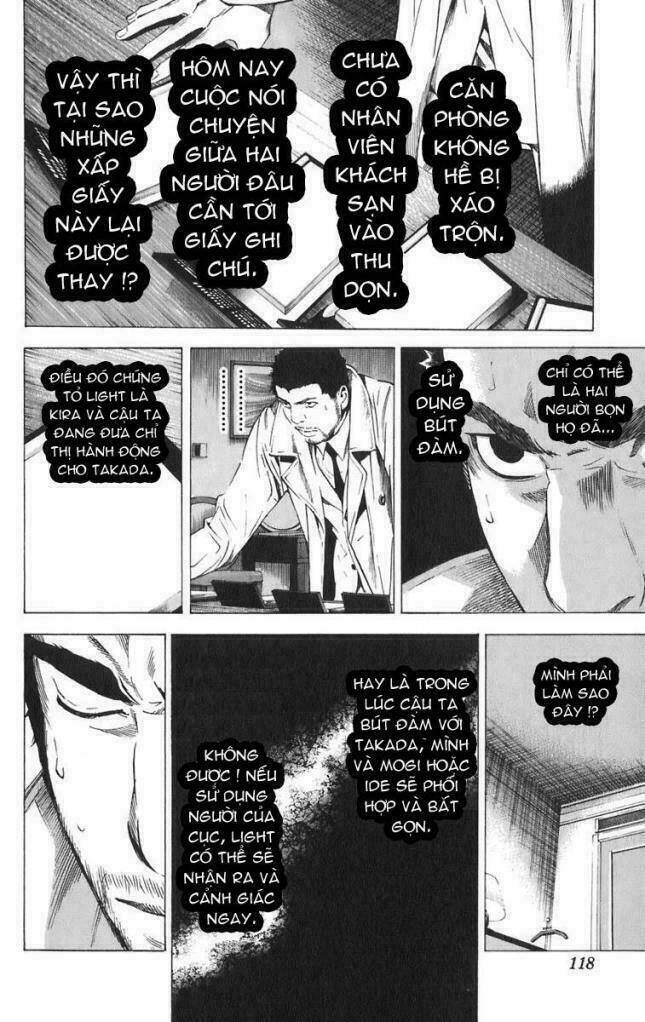 CĂN
PHÒNG
KHÔNG
HỀ BỊ
XÁO
TRỘN.
CHƯA
CÓ
NHÂN
VIÊN
KHÁCH
SẠN
VÀO
THU
DỌN.
HÔM NAY
CUỘC NÓI
CHUYỆN
GIỮA HAI
NGƯỜI ĐÂU
CẦN TỚI
GIẤY GHI
CHÚ.
VẬY THÌ
TẠI SAO
NHỮNG
XẤP
GIẤY
NÀY LẠI
ĐƯỢC
THAY !?
CHỈ CÓ THỂ
LÀ HAI
NGƯỜI BỌN
HỌ ĐÃ...
SỬ
DỤNG
BÚT
ĐÀM.
ĐIỀU ĐÓ CHỨNG
TỎ LIGHT LÀ
KIRA VÀ CẬU TA
ĐANG ĐƯA CHỈ
THỊ HÀNH ĐỘNG
CHO TAKADA.
MÌNH PHẢI
LÀM SAO
ĐÂY !?
HAY LÀ TRONG
LÚC CẬU TA
BÚT ĐÀM VỚI
TAKADA, MÌNH
VÀ MOGI HOẶC
IDE SẼ PHỐI
HỢP VÀ BẮT
GỌN.
KHÔNG
ĐƯỢC ! NẾU
SỬ DỤNG
NGƯỜI CỦA
CỤC, LIGHT
CÓ THỂ SẼ
NHẬN RA VÀ
CẢNH GIÁC
NGAY.
118